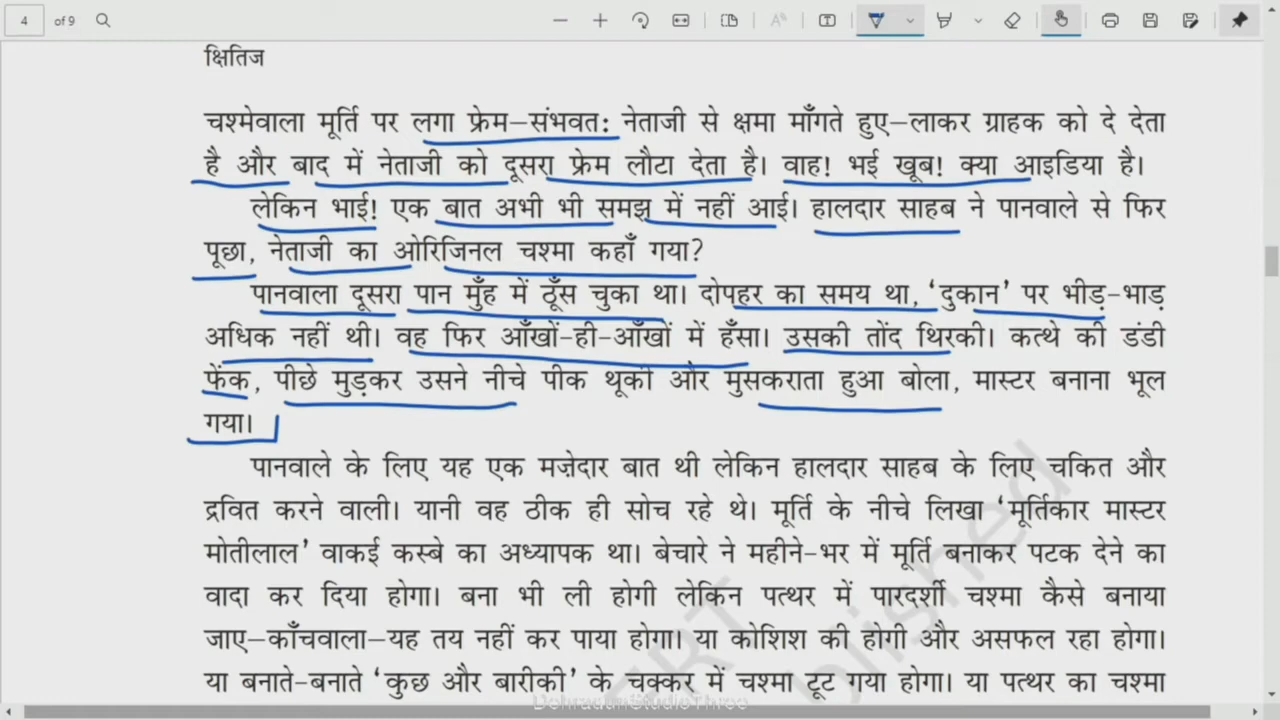 4 of 9
क्षितिज
चश्मेवाला मूर्ति पर लगा फ्रेम–संभवतः नेताजी से क्षमा माँगते हुए–लाकर ग्राहक को दे देता
है और बाद में नेताजी को दूसरा फ्रेम लौटा देता है। वाह! भई खूब! क्या आइडिया है।
लेकिन भाई! एक बात अभी भी समझ में नहीं आई। हालदार साहब ने पानवाले से फिर
पूछा, नेताजी का ओरिजिनल चश्मा कहाँ गया?
पानवाला दूसरा पान मुँह में ठूँस चुका था। दोपहर का समय था, ‘दुकान’ पर भीड़-भाड़
अधिक नहीं थी। वह फिर आँखों-ही-आँखों में हँसा। उसकी तोंद थिरकी। कत्थे की डंडी
फेंक, पीछे मुड़कर उसने नीचे पीक थूकी और मुसकराता हुआ बोला, मास्टर बनाना भूल
गया।
पानवाले के लिए यह एक मज़ेदार बात थी लेकिन हालदार साहब के लिए चकित और
द्रवित करने वाली। यानी वह ठीक ही सोच रहे थे। मूर्ति के नीचे लिखा ‘मूर्तिकार मास्टर
मोतीलाल’ वाकई कस्बे का अध्यापक था। बेचारे ने महीने-भर में मूर्ति बनाकर पटक देने का
वादा कर दिया होगा। बना भी ली होगी लेकिन पत्थर में पारदर्शी चश्मा कैसे बनाया
जाए–काँचवाला–यह तय नहीं कर पाया होगा। या कोशिश की होगी और असफल रहा होगा।
या बनाते-बनाते ‘कुछ और बारीकी’ के चक्कर में चश्मा टूट गया होगा। या पत्थर का चश्मा
DehradunStudioThree